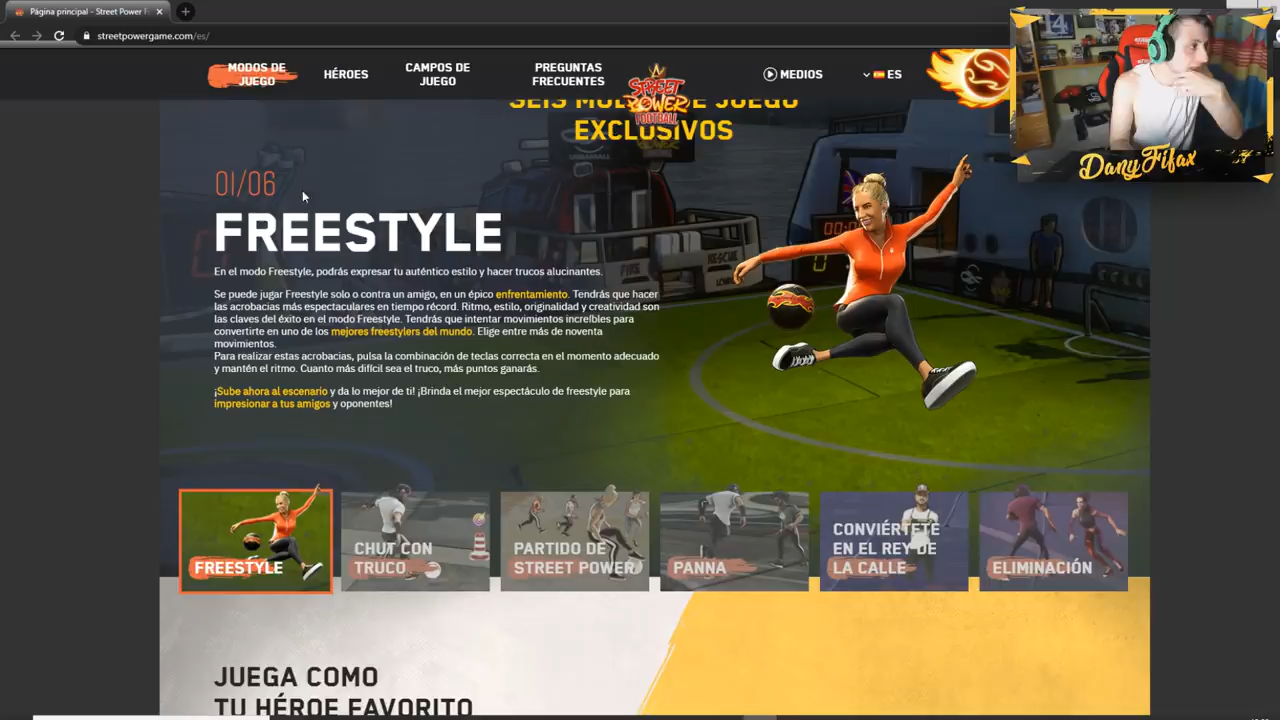 Página principal - Street Power F
streetpowergame.com/es/
MODOS DE
JUEGO
HÉROES
CAMPOS DE
JUEGO
PREGUNTAS
FRECUENTES
STREET
POWER
FOOTBALL
MEDIOS
ES
DanyFifax
EXCLUSIVOS
01/06
FREESTYLE
En el modo Freestyle, podrás expresar tu auténtico estilo y hacer trucos alucinantes.
Se puede jugar Freestyle solo o contra un amigo, en un épico enfrentamiento. Tendrás que hacer
las acrobacias más espectaculares en tiempo récord. Ritmo, estilo, originalidad y creatividad son
las claves del éxito en el modo Freestyle. Tendrás que intentar movimientos increíbles para
convertirte en uno de los mejores freestylers del mundo. Elige entre más de noventa
movimientos.
Para realizar estas acrobacias, pulsa la combinación de teclas correcta en el momento adecuado
y mantén el ritmo. Cuanto más difícil sea el truco, más puntos ganarás.
¡Sube ahora al escenario y da lo mejor de ti! ¡Brinda el mejor espectáculo de freestyle para
impresionar a tus amigos y oponentes!
FREESTYLE
CHUT CON
TRUCO
PARTIDO DE
STREET POWER
PANNA
CONVIÉRTETE
EN EL REY DE
LA CALLE
ELIMINACIÓN
JUEGA COMO
TU HÉROE FAVORITO